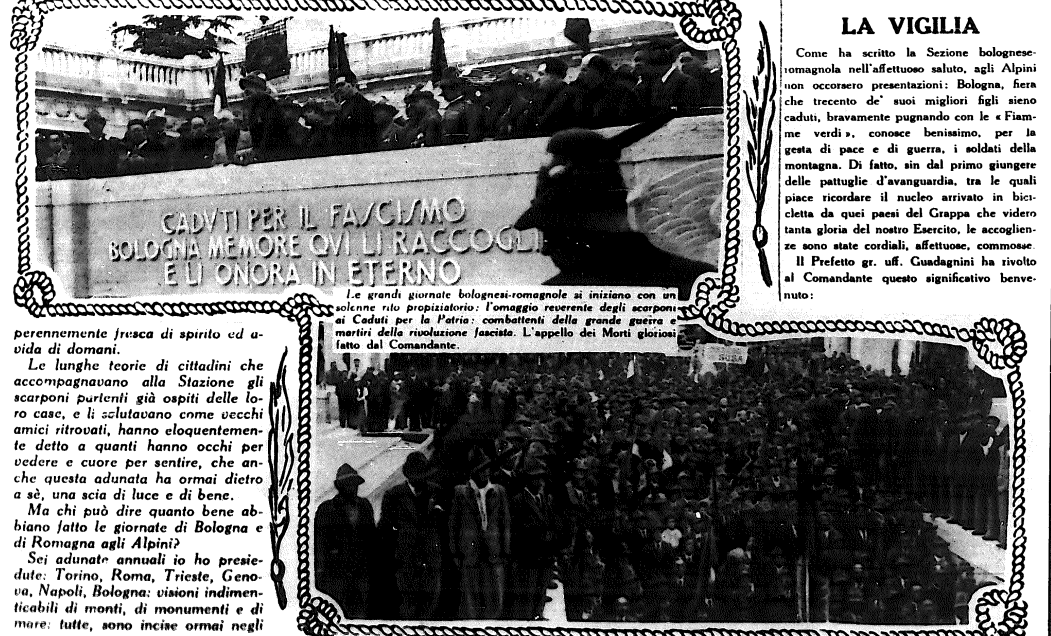 CADVTI PER IL FASCISMO
BOLOGNA MEMORE QVI LI RACCOGLI
E LI ONORA IN ETERNO
Le grandi giornate bolognesi-romagnole si iniziano con un
solenne rito propiziatorio: l'omaggio reverente degli scarponi
ai Caduti per la Patria: combattenti della grande guerra e
martiri della rivoluzione fascista. L'appello dei Morti gloriosi
fatto dal Comandante.
SUSA
perennemente fresca di spirito ed a-
vida di domani.
Le lunghe teorie di cittadini che
accompagnavano alla Stazione gli
scarponi partenti già ospiti delle lo-
ro case, e li salutavano come vecchi
amici ritrovati, hanno eloquentemen-
te detto a quanti hanno occhi per
vedere e cuore per sentire, che an-
che questa adunata ha ormai dietro
a sè, una scia di luce e di bene.
Ma chi può dire quanto bene ab-
biano fatto le giornate di Bologna e
di Romagna agli Alpini?
Sei adunate annuali io ho presie-
dute: Torino, Roma, Trieste, Geno-
va, Napoli, Bologna: visioni indimen-
ticabili di monti, di monumenti e di
mare: tutte, sono incise ormai negli
LA VIGILIA
Come ha scritto la Sezione bolognese-
romagnola nell'affettuoso saluto, agli Alpini
non occorsero presentazioni: Bologna, fiera
che trecento de' suoi migliori figli sieno
caduti, bravamente pugnando con le « Fiam-
me verdi », conosce benissimo, per la
gesta di pace e di guerra, i soldati della
montagna. Di fatto, sin dal primo giungere
delle pattuglie d'avanguardia, tra le quali
piace ricordare il nucleo arrivato in bici-
cletta da quei paesi del Grappa che videro
tanta gloria del nostro Esercito, le accoglien-
ze sono state cordiali, affettuose, commosse.
Il Prefetto gr. uff. Guadagnini ha rivolto
al Comandante questo significativo benve-
nuto: